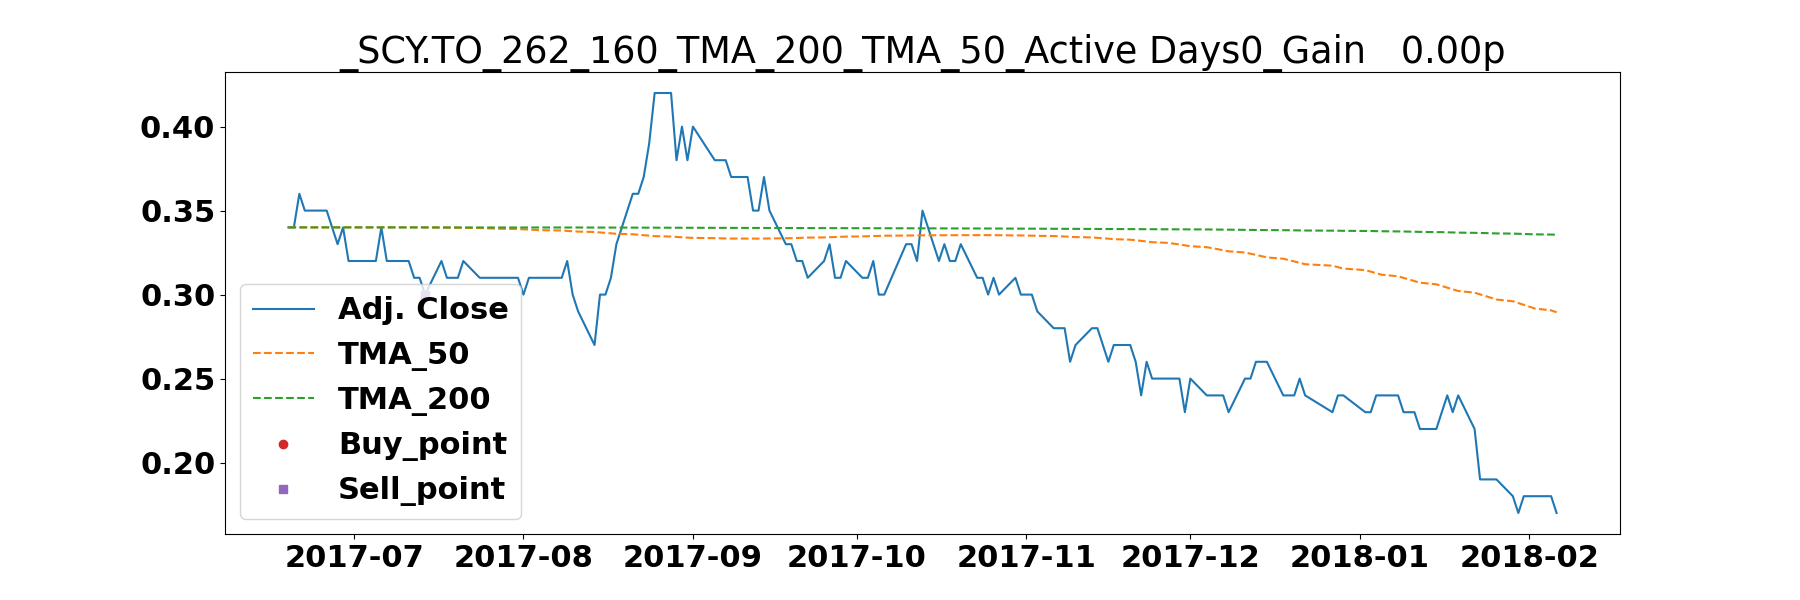 _SCY.TO_262_160_TMA_200_TMA_50_Active Days0_Gain   0.00p
0.40
0.35
0.30
0.25
0.20
Adj. Close
TMA_50
TMA_200
Buy_point
Sell_point
2017-07 2017-08 2017-09 2017-10 2017-11 2017-12 2018-01 2018-02